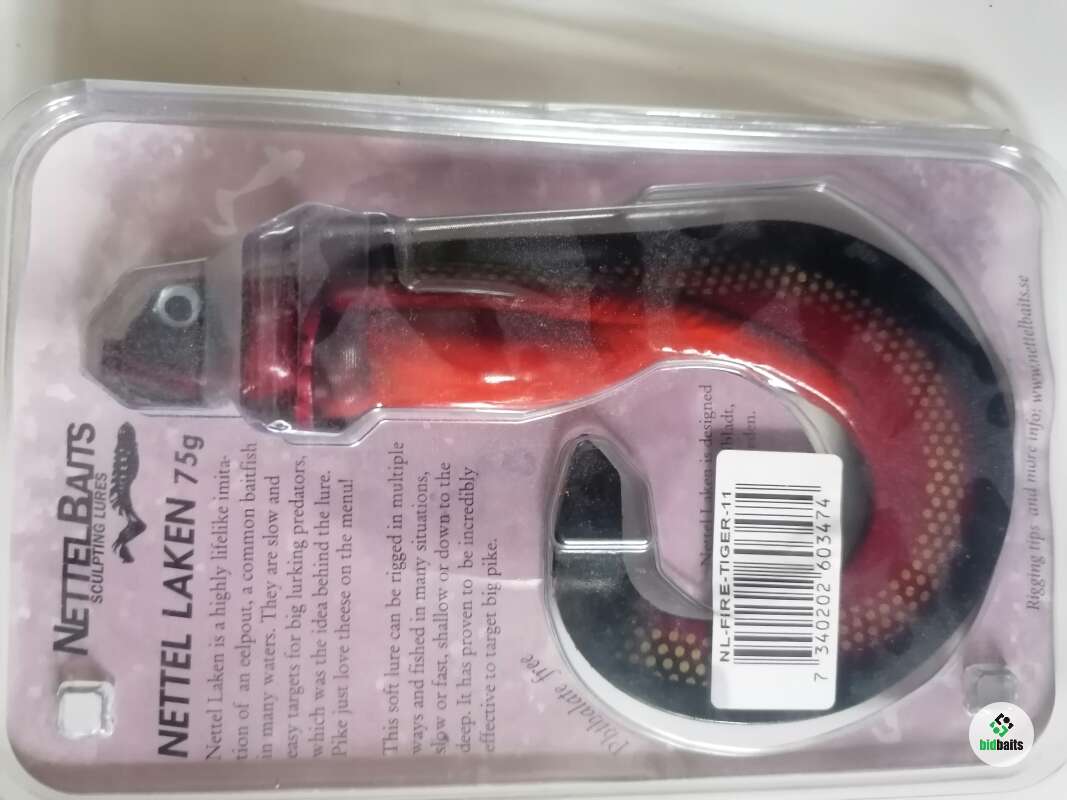 NETTELBAITS
SCULPTING LURES
NETTEL LAKEN 75g
Nettel Laken is a highly lifelike imita-
tion of an eelpout, a common baitfish
in many waters. They are slow and
easy targets for big lurking predators,
which was the idea behind the lure.
Pike just love theese on the menu!
This soft lure can be rigged in multiple
ways and fished in many situations,
slow or fast, shallow or down to the
deep. It has proven to be incredibly
effective to target big pike.
Phthalate free
Nettel Laken is designed
NL-FIRE-TIGER-11
7 340202 603474
Rigging tips and more info: www.nettelbaits.se
bidbaits